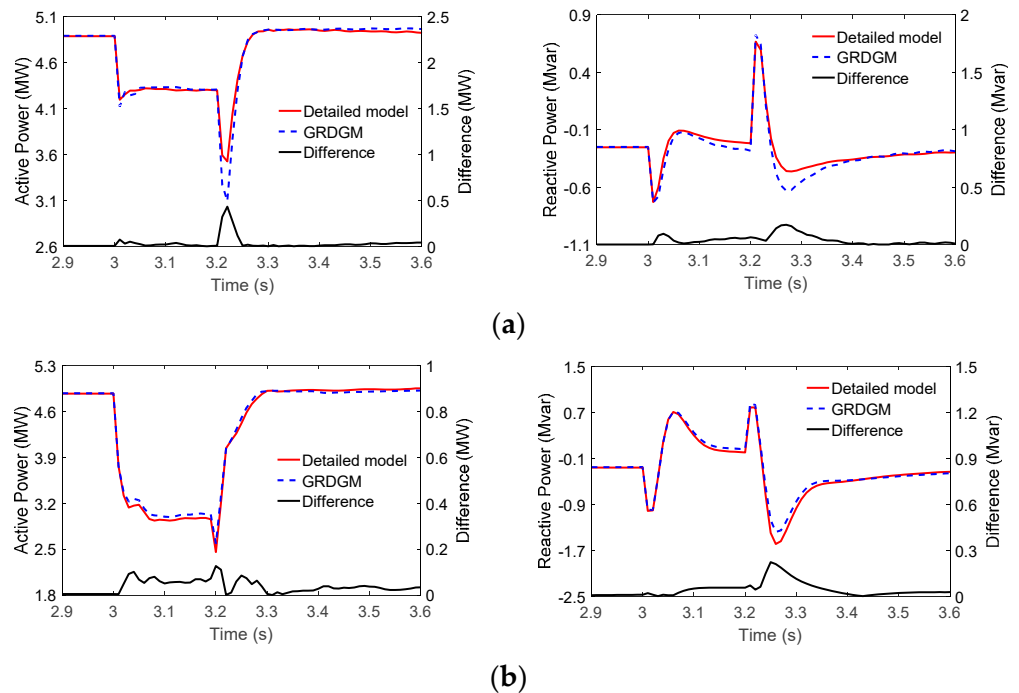 5.1
4.6
4.1
3.6
3.1
2.6
Active Power (MW)
2.5
2
1.5
1
0.5
0
Difference (MW)
Detailed model
GRDGM
Difference
2.9 3 3.1 3.2 3.3 3.4 3.5 3.6
Time (s)
0.9
0.4
-0.1
-0.6
-1.1
Reactive Power (Mvar)
2
1.5
1
0.5
0
Difference (Mvar)
Detailed model
GRDGM
Difference
2.9 3 3.1 3.2 3.3 3.4 3.5 3.6
Time (s)
(a)
5.3
4.6
3.9
3.2
2.5
1.8
Active Power (MW)
1
0.8
0.6
0.4
0.2
0
Difference (MW)
Detailed model
GRDGM
Difference
2.9 3 3.1 3.2 3.3 3.4 3.5 3.6
Time (s)
1.5
0.7
-0.1
-0.9
-1.7
-2.5
Reactive Power (Mvar)
1.5
1.2
0.9
0.6
0.3
0
Difference (Mvar)
Detailed model
GRDGM
Difference
2.9 3 3.1 3.2 3.3 3.4 3.5 3.6
Time (s)
(b)